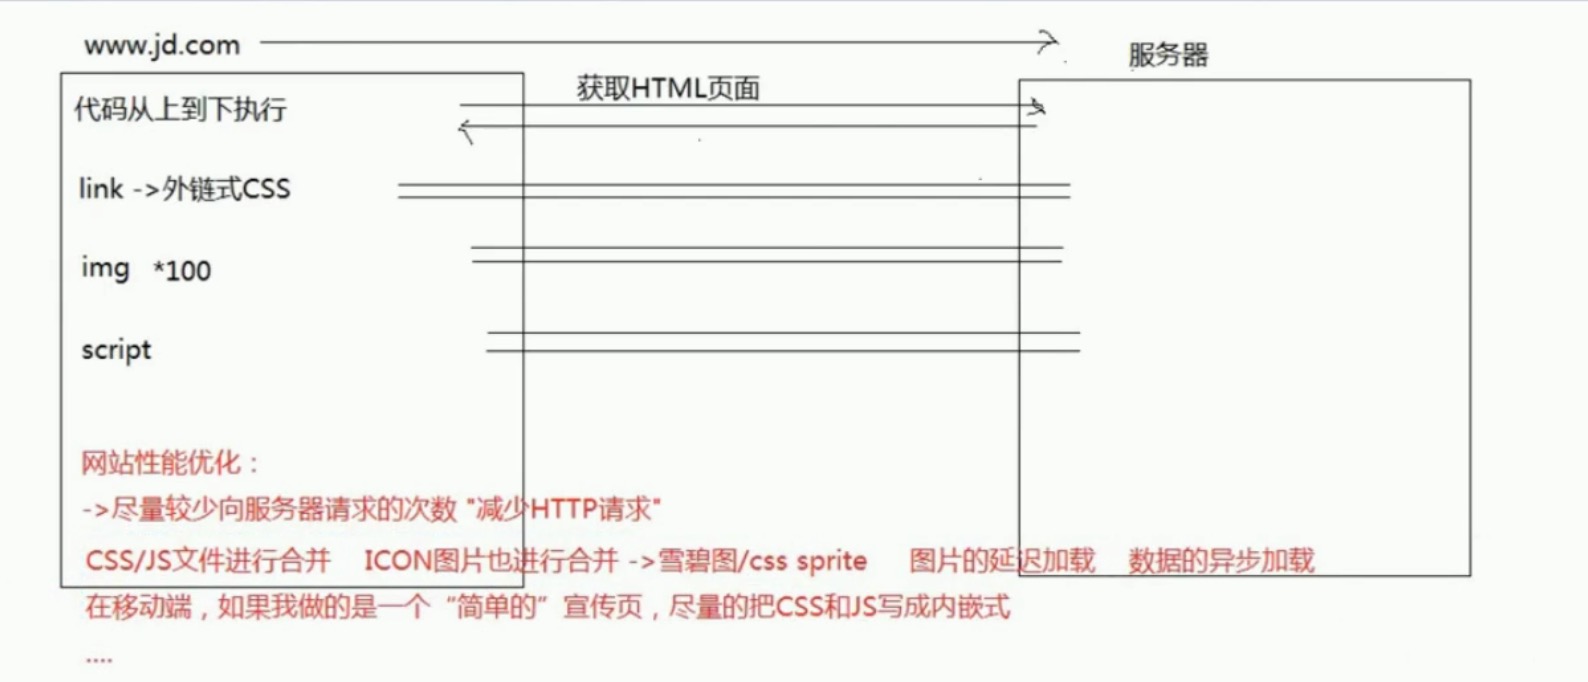 www.jd.com
服务器
获取HTML页面
代码从上到下执行
link ->外链式CSS
img *100
script
网站性能优化：
->尽量较少向服务器请求的次数 "减少HTTP请求"
CSS/JS文件进行合并 ICON图片也进行合并 ->雪碧图/css sprite 图片的延迟加载 数据的异步加载
在移动端，如果我做的是一个“简单的”宣传页，尽量的把CSS和JS写成内嵌式
....